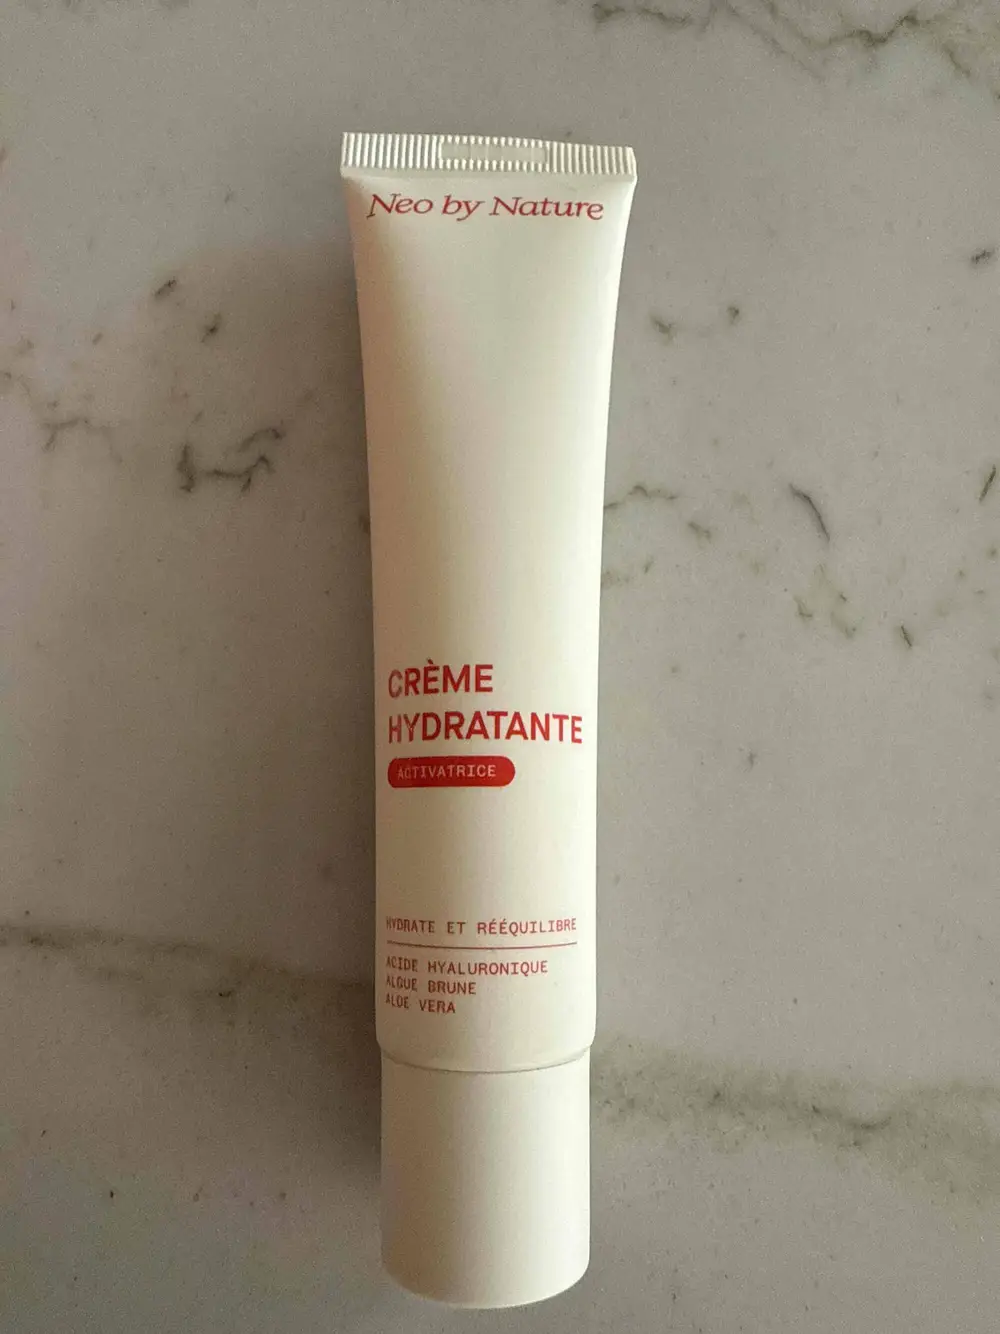 Neo by Nature
CRÈME
HYDRATANTE
ACTIVATRICE
HYDRATE ET RÉÉQUILIBRE
ACIDE HYALURONIQUE
ALGUE BRUNE
ALOE VERA